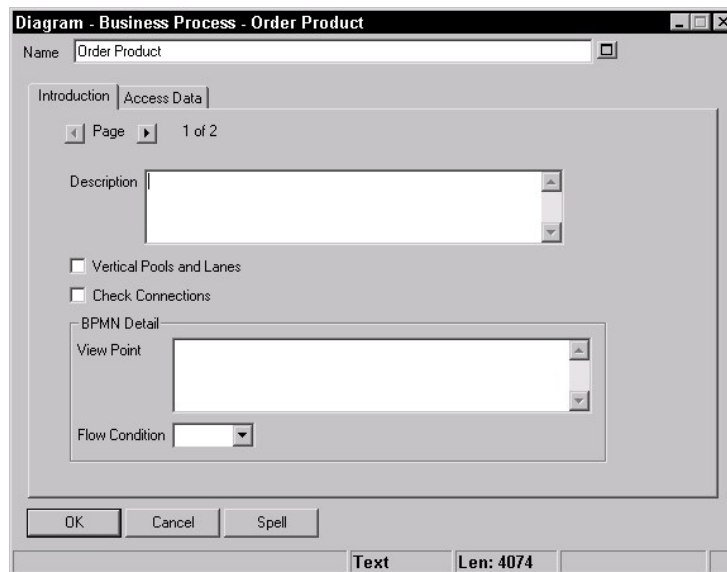 Diagram - Business Process - Order Product
Name Order Product
Introduction Access Data
Page 1 of 2
Description
Vertical Pools and Lanes
Check Connections
BPMN Detail
View Point
Flow Condition
OK Cancel Spell
Text Len: 4074